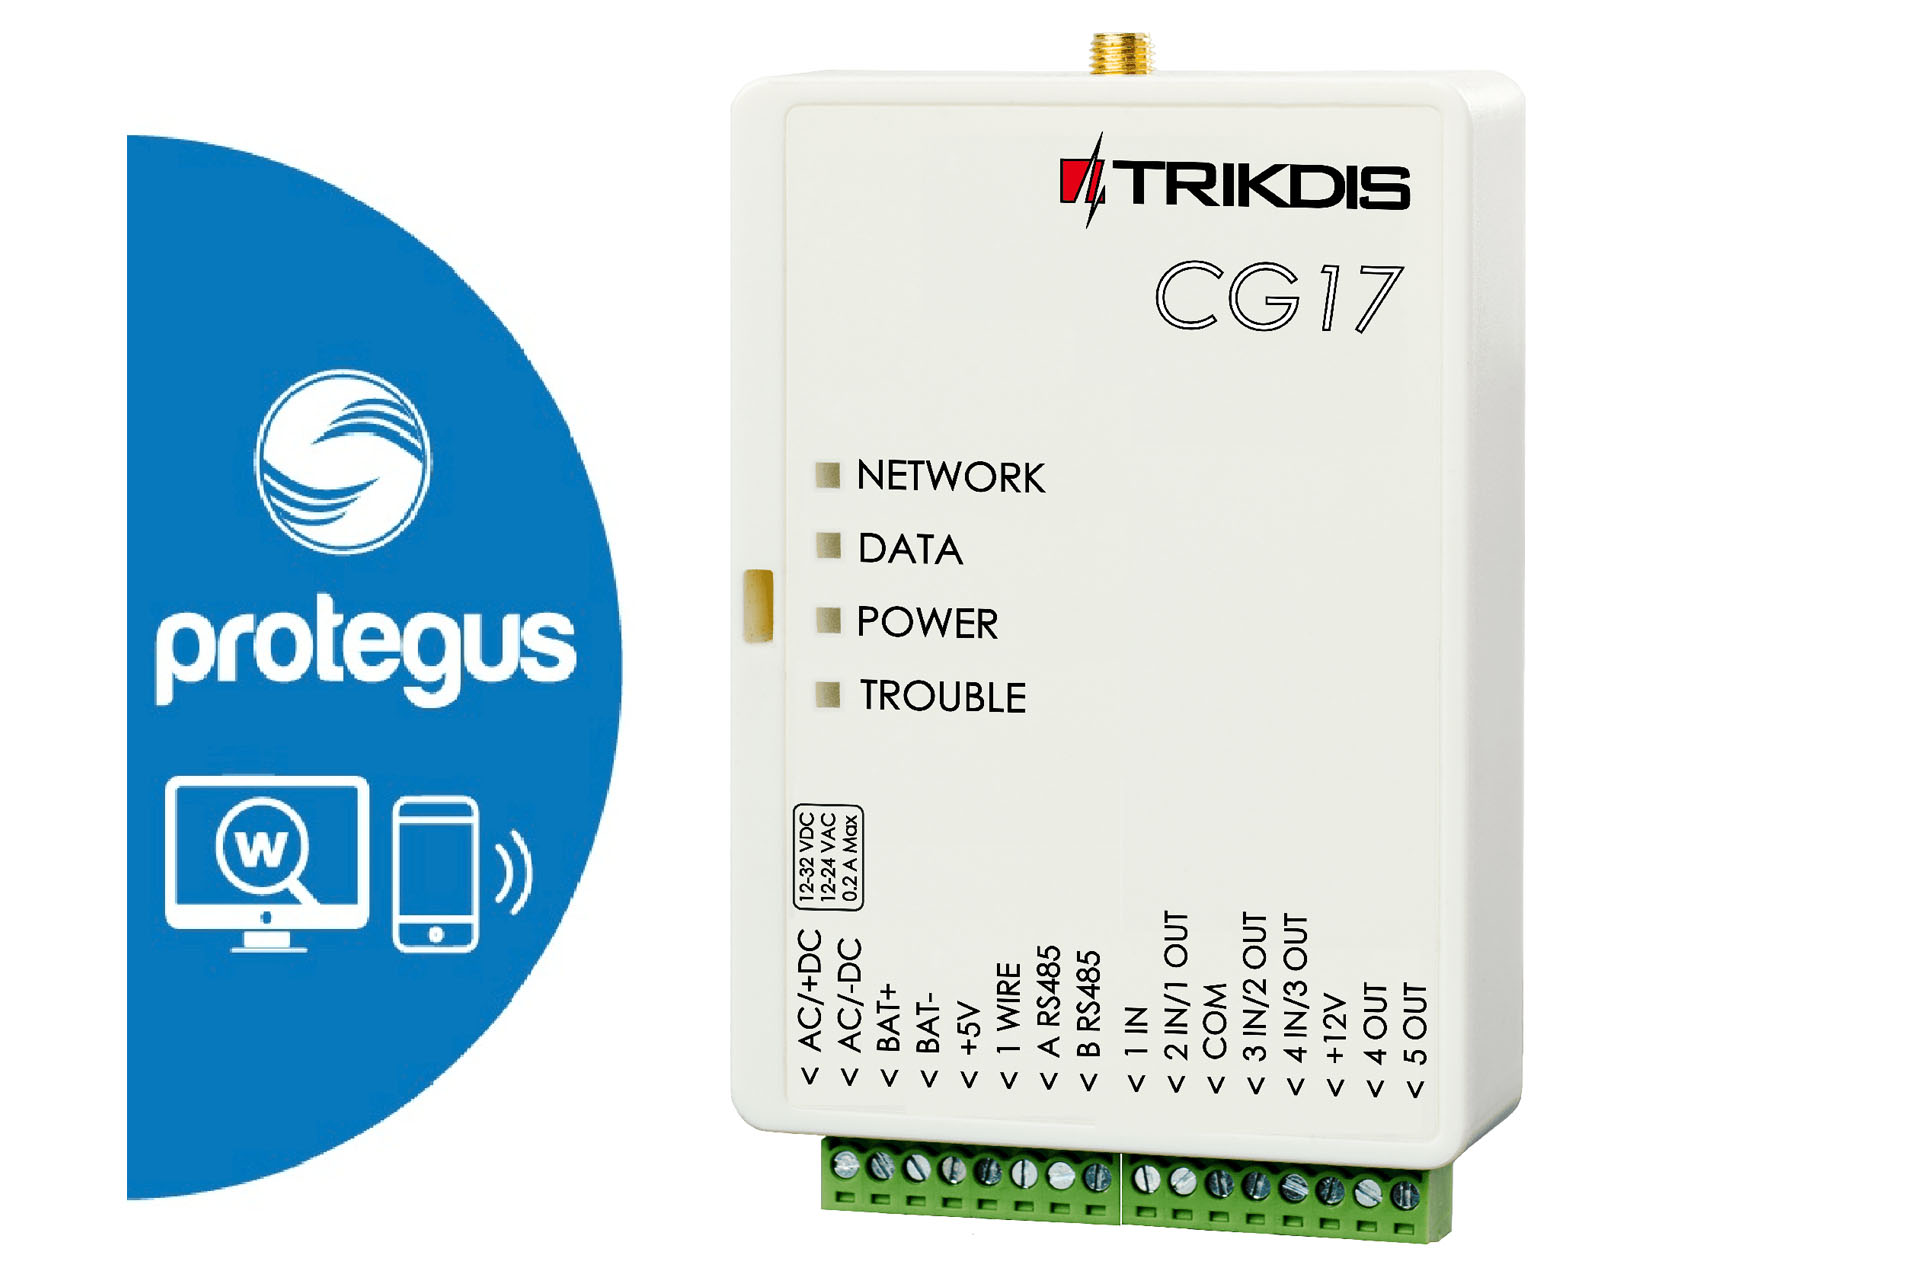 protegus
W
TRIKDIS
CG17
NETWORK
DATA
POWER
TROUBLE
12-32 VDC
12-24 VAC
0.2 A Max
< AC/+DC
< AC/-DC
< BAT+
< BAT-
< +5V
< 1 WIRE
< A RS485
< B RS485
< 1 IN
< 2 IN/1 OUT
< COM
< 3 IN/2 OUT
< 4 IN/3 OUT
< +12V
< 4 OUT
< 5 OUT